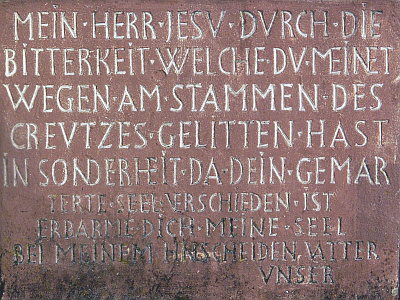 MEIN·HERR·JESV·DVRCH·DIE
BITTERKEIT·WELCHE·DV·MEINET
WEGEN·AM·STAMMEN·DES
CREVTZES·GELITTEN·HAST
IN SONDERHEIT·DA·DEIN·GEMAR
TERTE·SEEL·VERSCHIEDEN·IST
ERBARME·DICH·MEINE·SEEL
BEI·MEINEM·HINSCHEIDEN, VATTER
VNSER